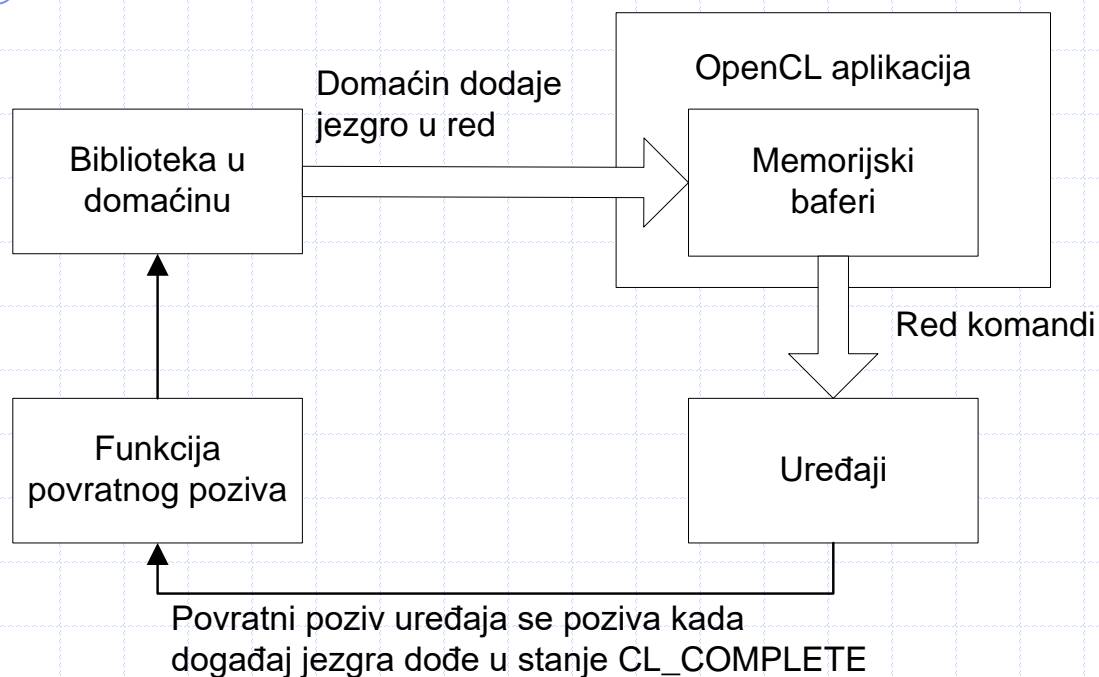 Domaćin dodaje
jezgro u red
OpenCL aplikacija
Biblioteka u
domaćinu
Memorijski
baferi
Red komandi
Funkcija
povratnog poziva
Uređaji
Povratni poziv uređaja se poziva kada
događaj jezgra dođe u stanje CL_COMPLETE